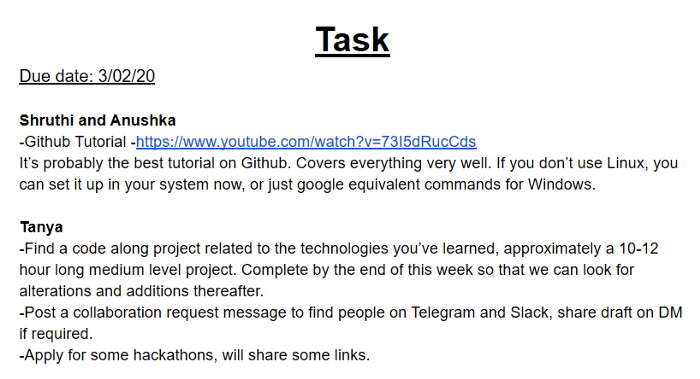 Task
Due date: 3/02/20
Shruthi and Anushka
-Github Tutorial -https://www.youtube.com/watch?v=73I5dRucCds
It's probably the best tutorial on Github. Covers everything very well. If you don't use Linux, you
can set it up in your system now, or just google equivalent commands for Windows.
Tanya
-Find a code along project related to the technologies you've learned, approximately a 10-12
hour long medium level project. Complete by the end of this week so that we can look for
alterations and additions thereafter.
-Post a collaboration request message to find people on Telegram and Slack, share draft on DM
if required.
-Apply for some hackathons, will share some links.